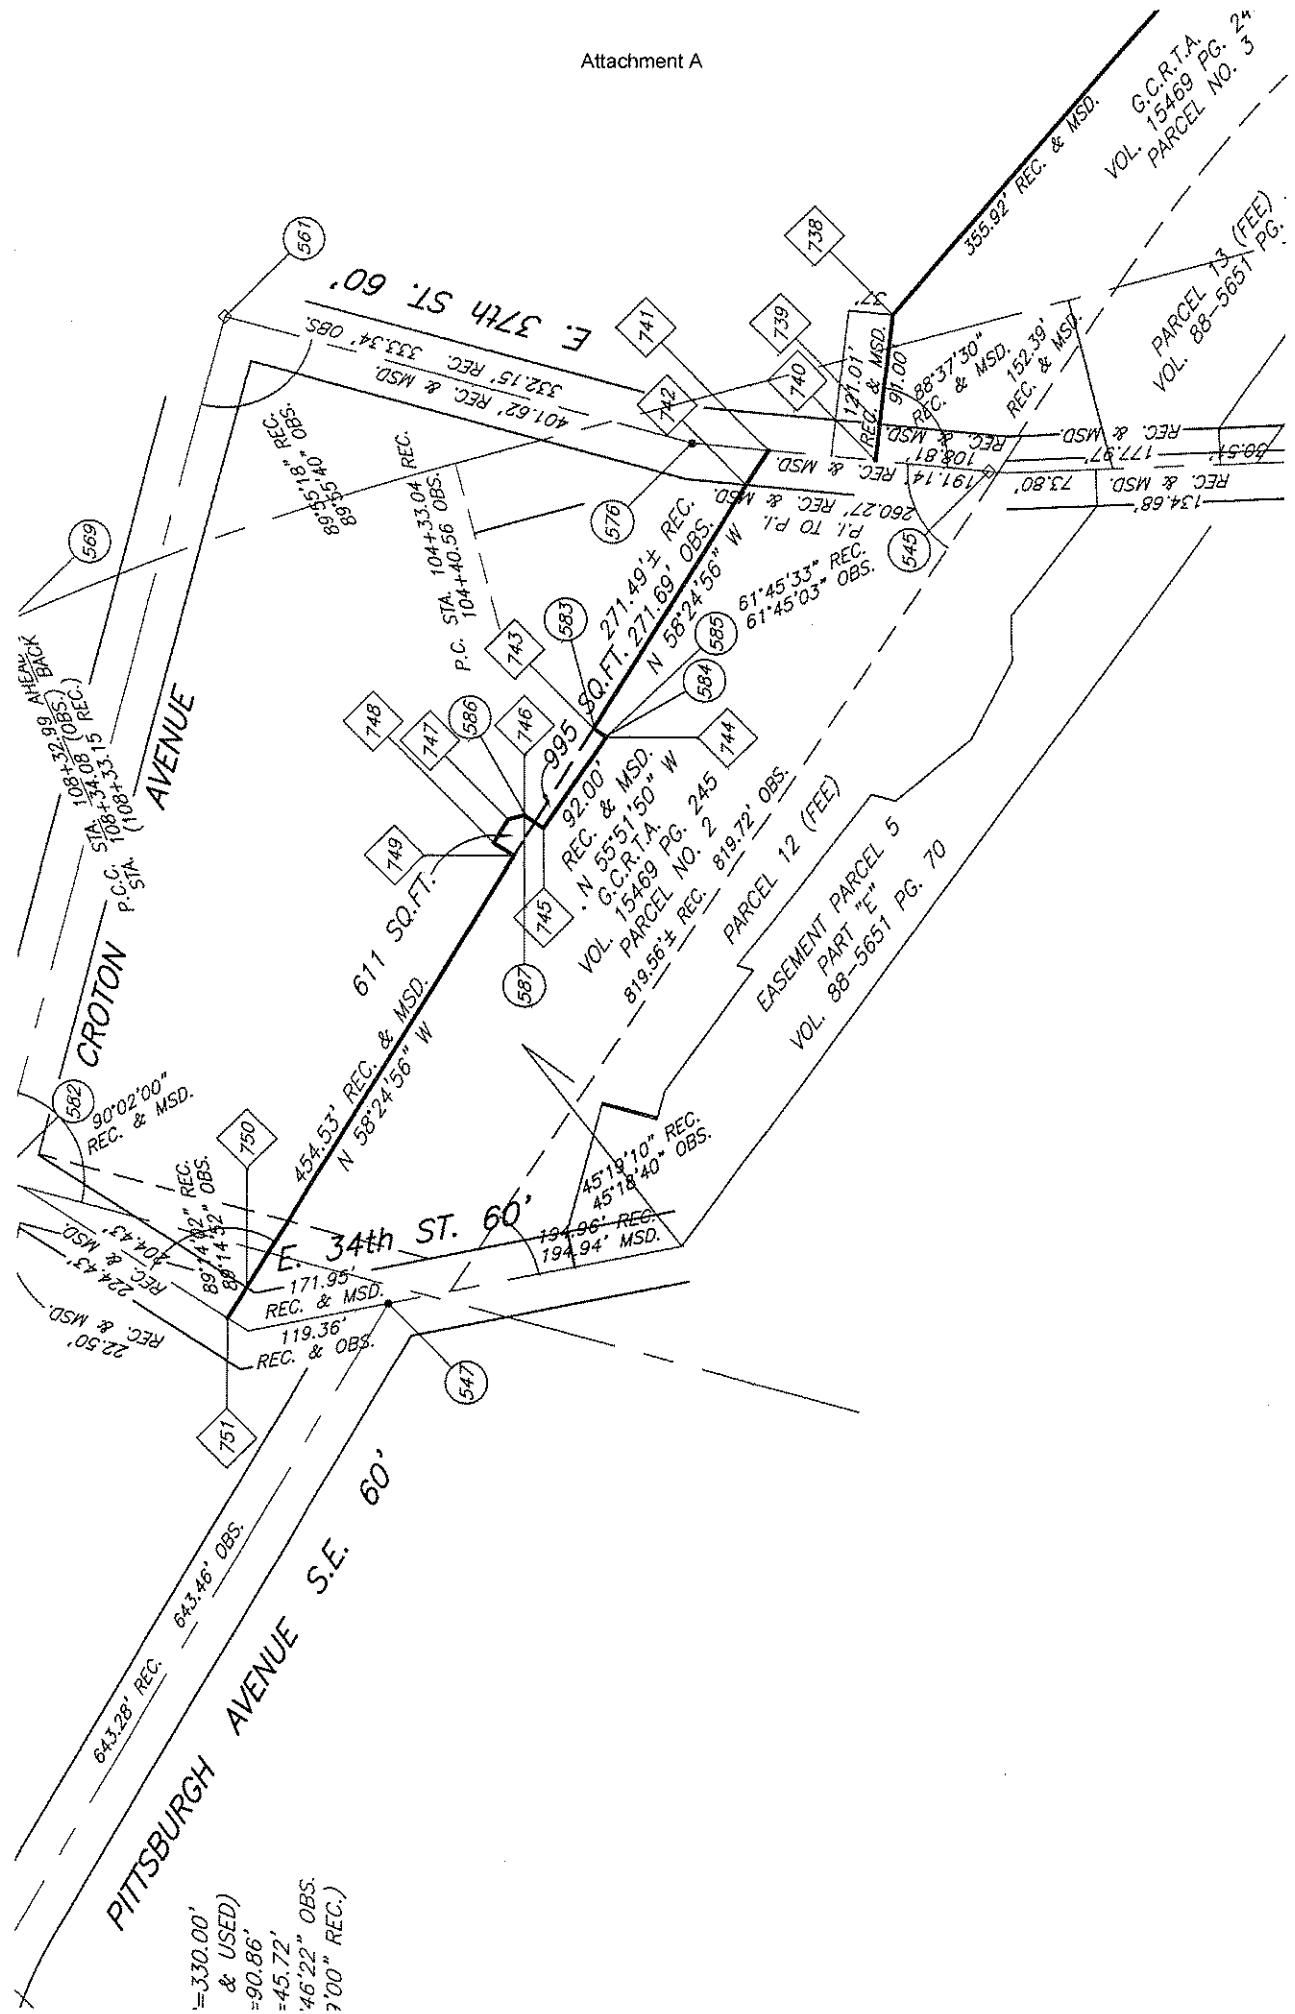 Attachment A
G.C.R.T.A.
VOL. 15469 PG. 24
PARCEL NO. 3
355.92' REC. & MSD.
PARCEL 13 (FEE)
VOL. 88-5651 PG.
561
738
E. 37th ST. 60'
332.15' REC. 333.34' OBS.
401.62' REC. & MSD.
741
739
742
740
37'
121.01'
REC. & MSD.
91.00
88°37'30"
REC. & MSD.
152.39'
REC. & MSD.
89°55'18" REC.
89°55'40" OBS.
569
P.C. STA. 104+33.04 REC.
104+40.56 OBS.
576
REC. & MSD.
108.81'
REC. & MSD.
191.14'
REC. & MSD.
177.97'
73.80'
REC. & MSD.
134.68'
260.27' REC. & MSD.
P.I. TO P.I.
545
271.49'± REC.
271.69' OBS.
N 58°24'56" W
61°45'33" REC.
61°45'03" OBS.
583
743
585
584
744
586
746
747
748
749
745
587
995 SQ.FT.
92.00'
REC. & MSD.
N 55°51'50" W
G.C.R.T.A.
VOL. 15469 PG. 245
PARCEL NO. 2
819.56'± REC. 819.72' OBS.
PARCEL 12 (FEE)
EASEMENT PARCEL 5
PART "E"
VOL. 88-5651 PG. 70
611 SQ.FT.
454.53' REC. & MSD.
N 58°24'56" W
CROTON AVENUE
P.C.C. STA. 108+32.99 AHEAD
108+34.08 (OBS.) BACK
STA. (108+33.15 REC.)
582
90°02'00"
REC. & MSD.
750
89°14'52" OBS.
204.43'
REC. & MSD.
224.43'
22.50'
REC. & MSD.
E. 34th ST. 60'
171.95'
REC. & MSD.
119.36'
REC. & OBS.
45°19'10" REC.
45°18'40" OBS.
194.96' REC.
194.94' MSD.
547
751
643.28' REC. 643.46' OBS.
PITTSBURGH AVENUE S.E. 60'
'=330.00'
& USED)
=90.86'
=45.72'
'46'22" OBS.
9'00" REC.)